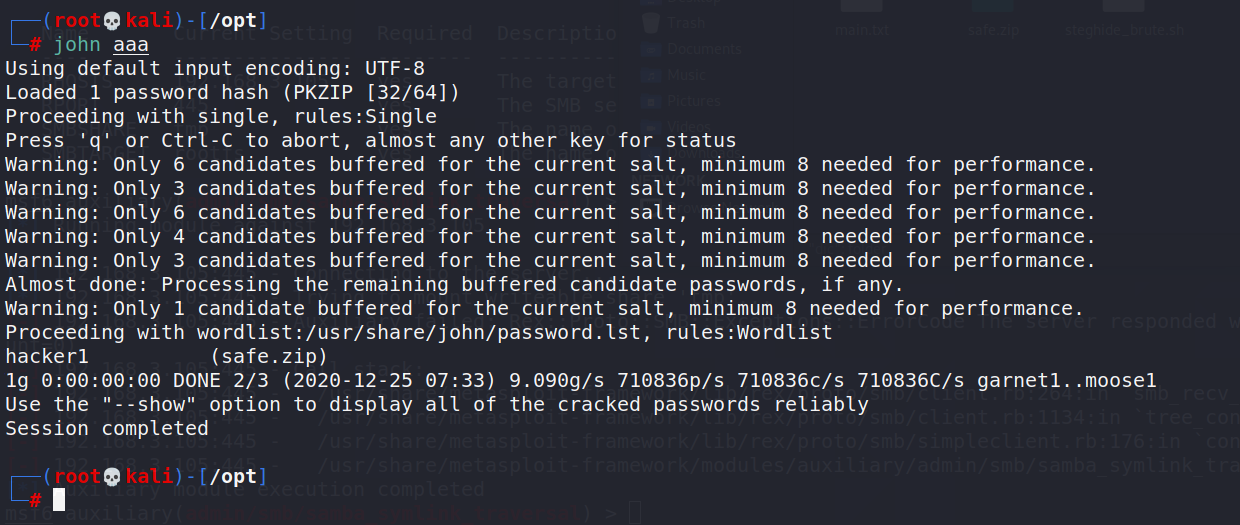 ┌──(root💀kali)-[/opt]
└─# john aaa
Using default input encoding: UTF-8
Loaded 1 password hash (PKZIP [32/64])
Proceeding with single, rules:Single
Press 'q' or Ctrl-C to abort, almost any other key for status
Warning: Only 6 candidates buffered for the current salt, minimum 8 needed for performance.
Warning: Only 3 candidates buffered for the current salt, minimum 8 needed for performance.
Warning: Only 6 candidates buffered for the current salt, minimum 8 needed for performance.
Warning: Only 4 candidates buffered for the current salt, minimum 8 needed for performance.
Warning: Only 3 candidates buffered for the current salt, minimum 8 needed for performance.
Almost done: Processing the remaining buffered candidate passwords, if any.
Warning: Only 1 candidate buffered for the current salt, minimum 8 needed for performance.
Proceeding with wordlist:/usr/share/john/password.lst, rules:Wordlist
hacker1          (safe.zip)
1g 0:00:00:00 DONE 2/3 (2020-12-25 07:33) 9.090g/s 710836p/s 710836c/s 710836C/s garnet1..moose1
Use the "--show" option to display all of the cracked passwords reliably
Session completed
┌──(root💀kali)-[/opt]
└─#